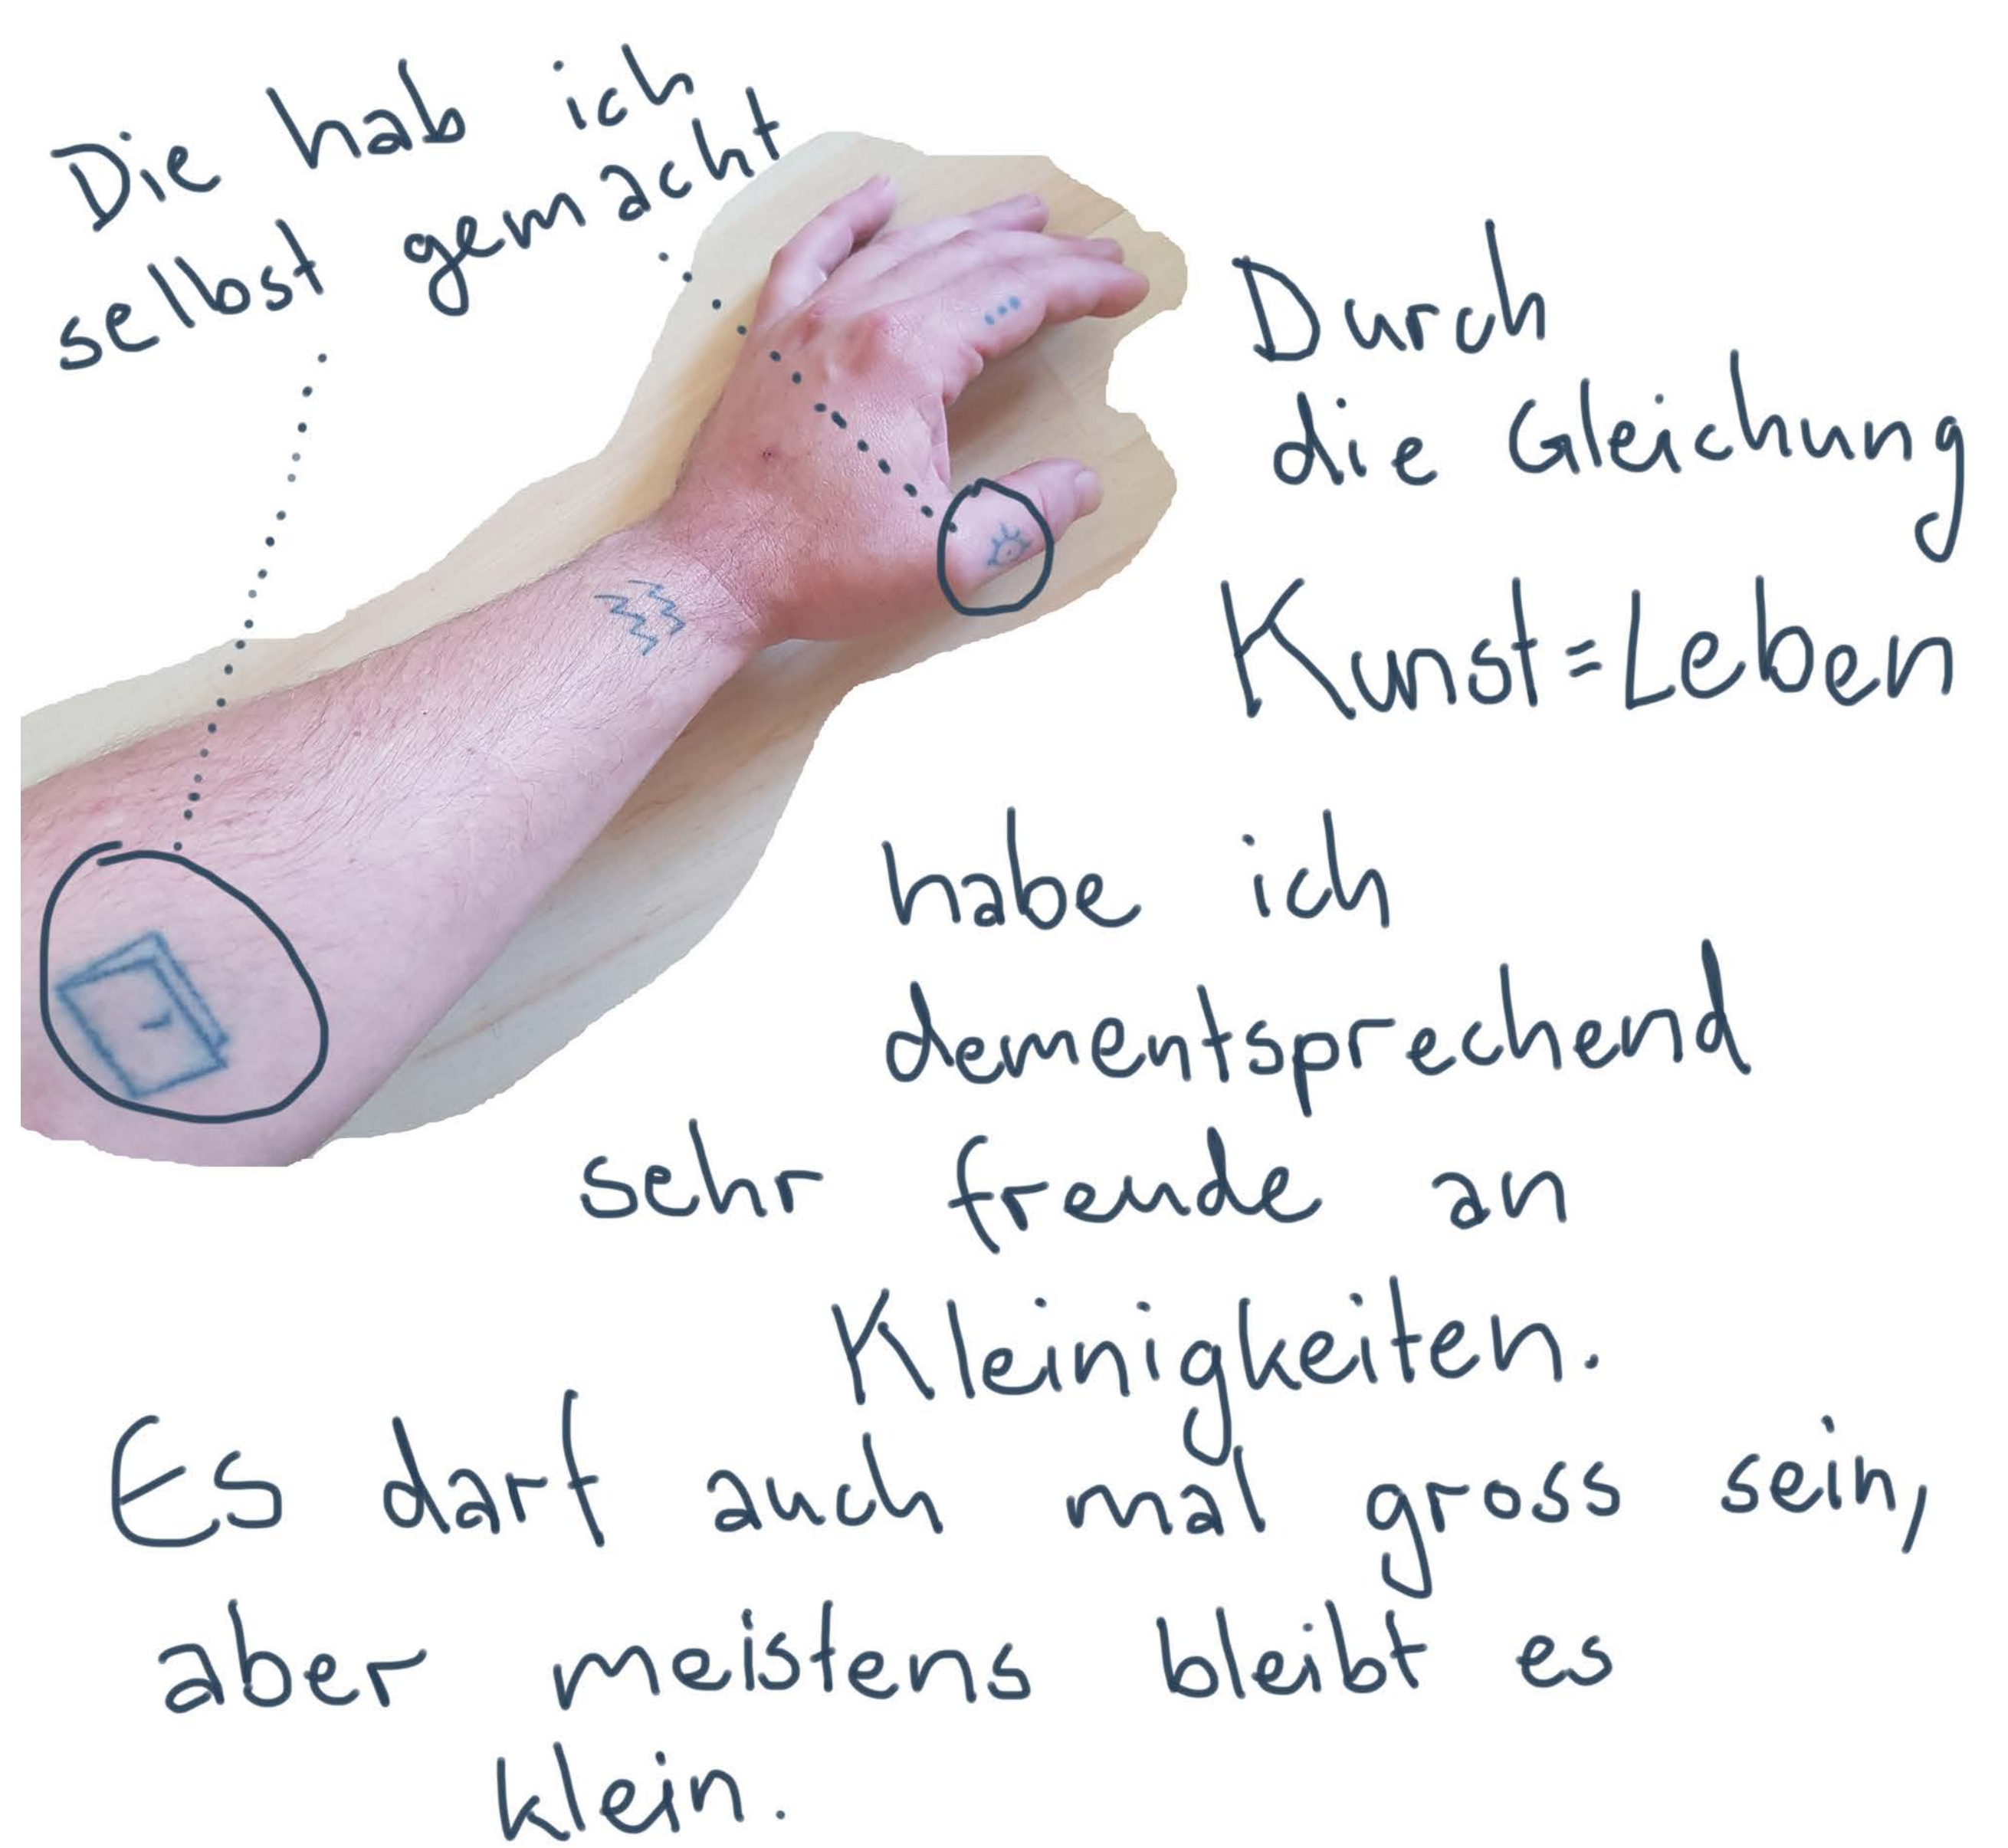 Die hab ich
selbst gemacht
Durch
die Gleichung
Kunst=Leben
habe ich
dementsprechend
sehr freude an
Kleinigkeiten.
Es darf auch mal gross sein,
aber meistens bleibt es
klein.